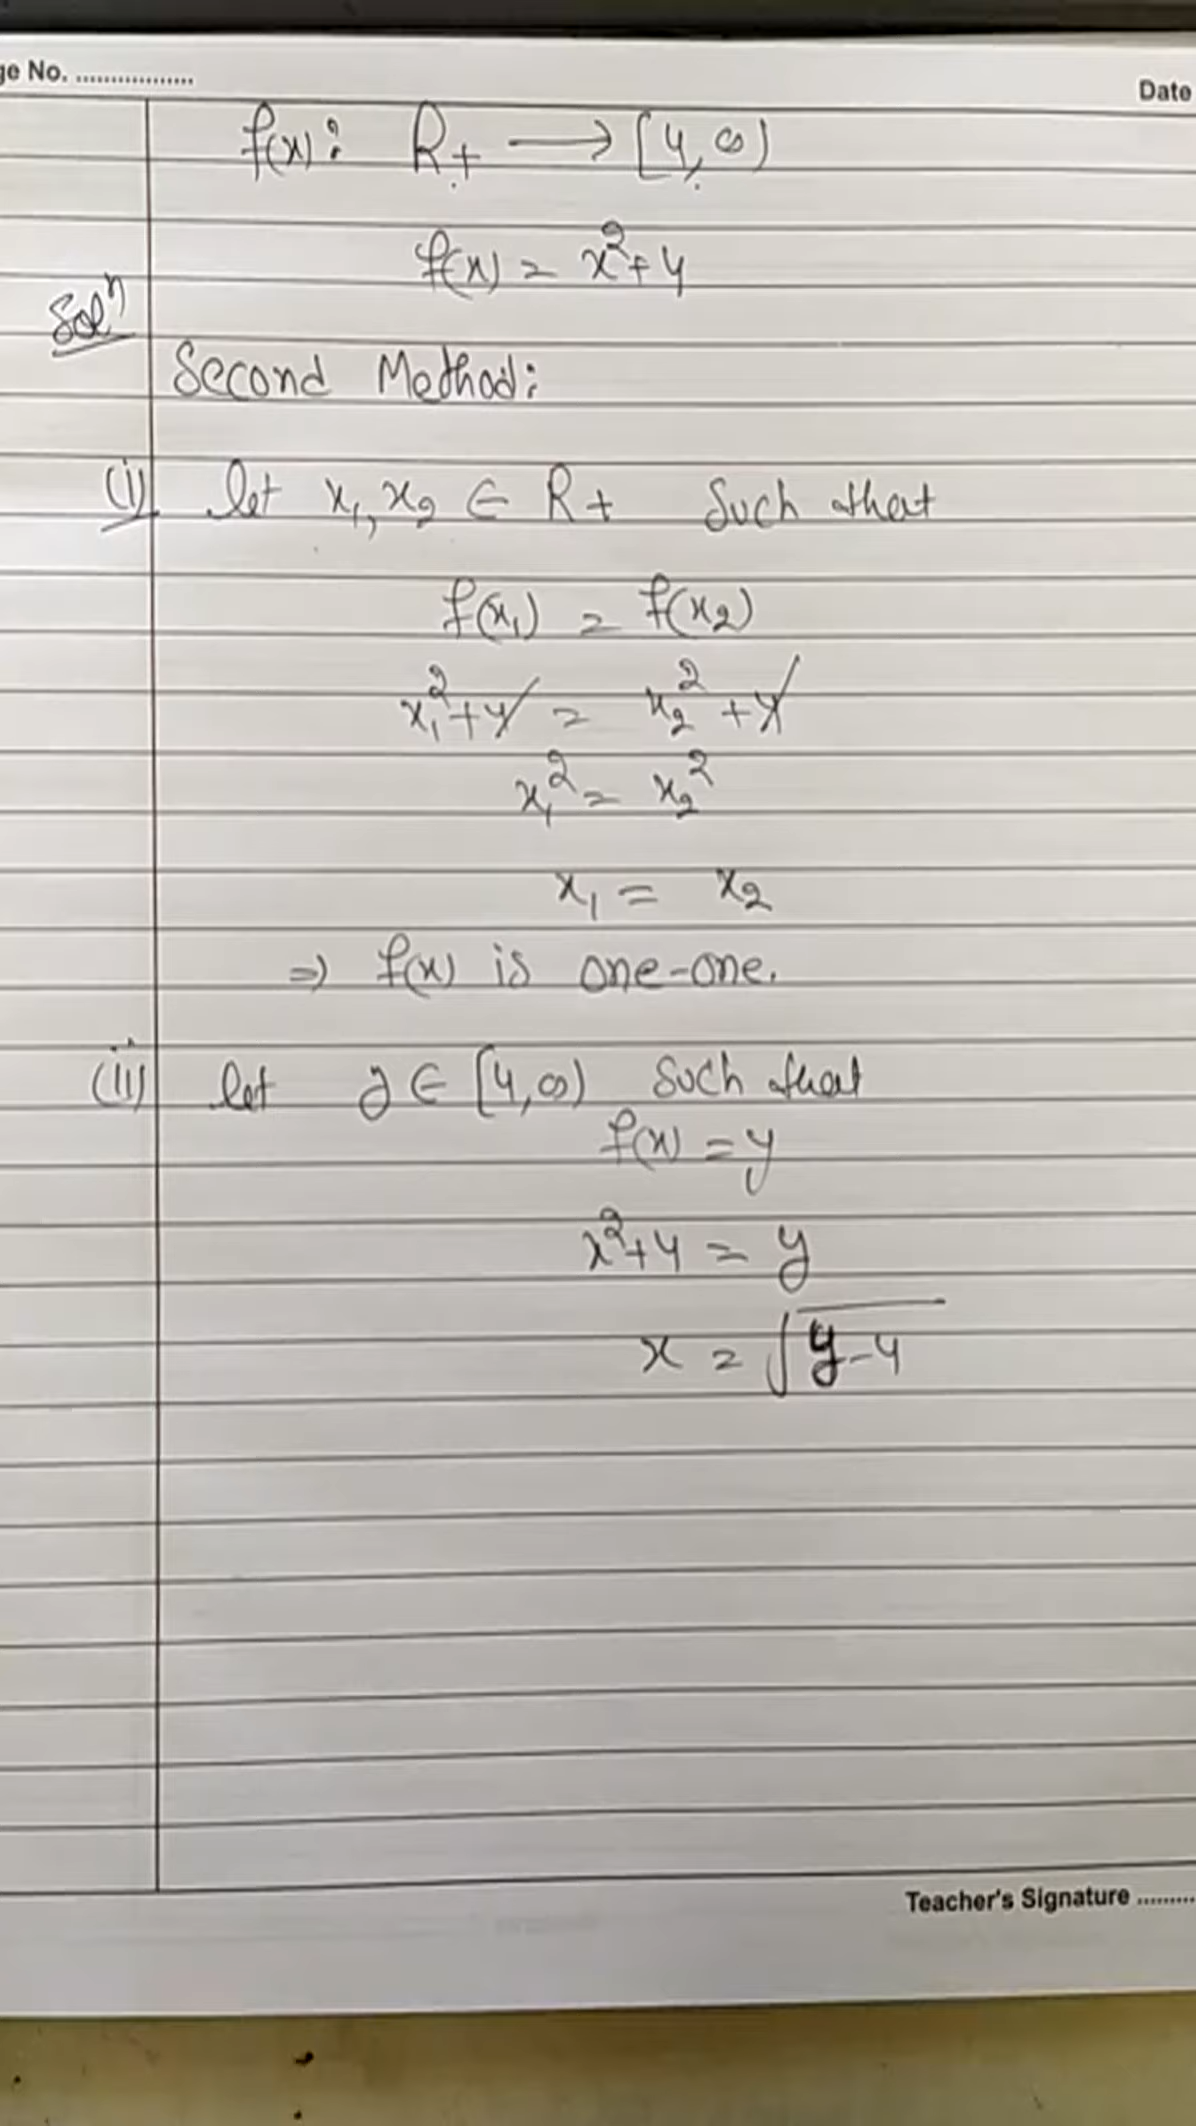 ge No. ..................
Date
f(x): R+ ⟶ [4,∞)
f(x) = x²+4
Solⁿ
Second Method:
(i) let x₁, x₂ ∈ R+ Such that
f(x₁) = f(x₂)
x₁²+4 = x₂²+4
x₁² = x₂²
x₁ = x₂
⇒ f(x) is one-one.
(ii) let y ∈ [4,∞) Such that
f(x) = y
x²+4 = y
x = √y-4
Teacher's Signature .........